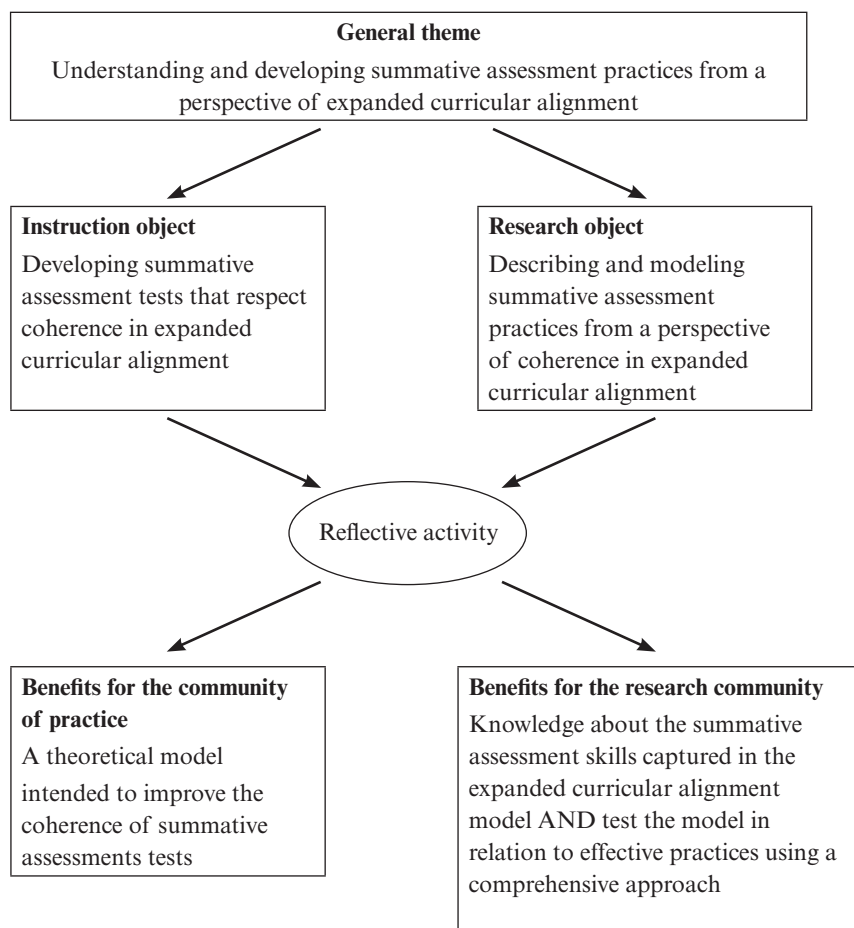 General theme
Understanding and developing summative assessment practices from a
perspective of expanded curricular alignment
Instruction object
Developing summative
assessment tests that respect
coherence in expanded
curricular alignment
Research object
Describing and modeling
summative assessment
practices from a perspective
of coherence in expanded
curricular alignment
Reflective activity
Benefits for the community
of practice
A theoretical model
intended to improve the
coherence of summative
assessments tests
Benefits for the research community
Knowledge about the summative
assessment skills captured in the
expanded curricular alignment
model AND test the model in
relation to effective practices using a
comprehensive approach